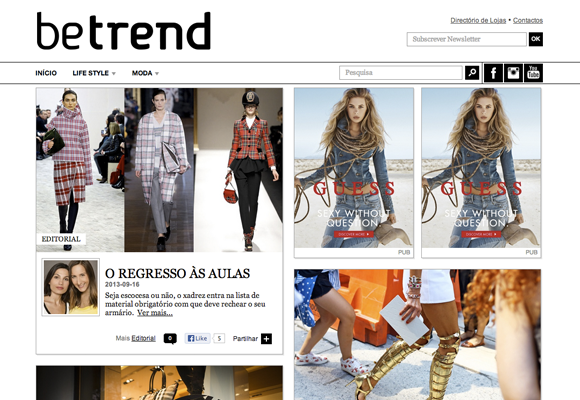 betrend
Directório de Lojas • Contactos
Subscrever Newsletter
OK
INÍCIO
LIFE STYLE
MODA
Pesquisa
f
You
Tube
EDITORIAL
O REGRESSO ÀS AULAS
2013-09-16
Seja escocesa ou não, o xadrez entra na lista de
material obrigatório com que deve rechear o seu
armário. Ver mais...
Mais Editorial
0
f Like
5
Partilhar +
GUESS
SEXY WITHOUT
QUESTION
DISCOVER MORE
PUB
GUESS
SEXY WITHOUT
QUESTION
DISCOVER MORE
PUB